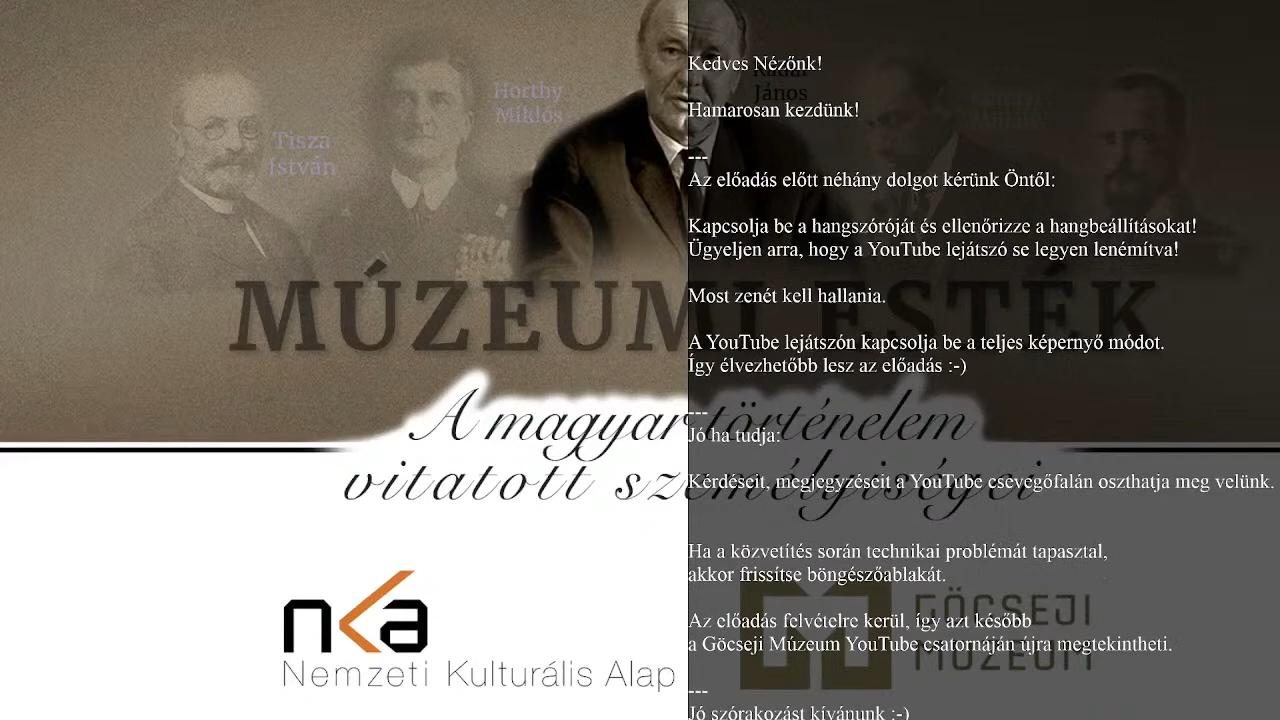 Tisza
István
Horthy
Miklós
Kádár
János
MÚZEUMI ESTÉK
A magyar történelem
vitatott személyiségei
nka
Nemzeti Kulturális Alap
GÖCSEJI
MÚZEUM
Kedves Nézőnk!
Hamarosan kezdünk!
---
Az előadás előtt néhány dolgot kérünk Öntől:
Kapcsolja be a hangszóróját és ellenőrizze a hangbeállításokat!
Ügyeljen arra, hogy a YouTube lejátszó se legyen lenémítva!
Most zenét kell hallania.
A YouTube lejátszón kapcsolja be a teljes képernyő módot.
Így élvezhetőbb lesz az előadás :-)
---
Jó ha tudja:
Kérdéseit, megjegyzéseit a YouTube csevegőfalán oszthatja meg velünk.
Ha a közvetítés során technikai problémát tapasztal,
akkor frissítse böngészőablakát.
Az előadás felvételre kerül, így azt később
a Göcseji Múzeum YouTube csatornáján újra megtekintheti.
---
Jó szórakozást kívánunk :-)